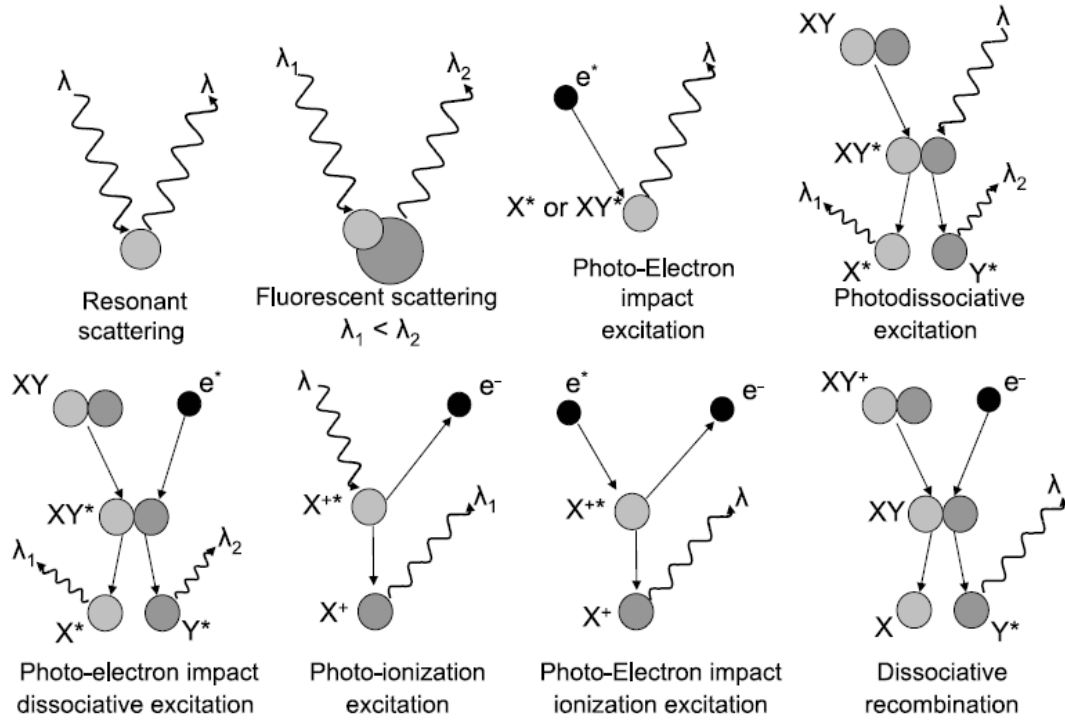 λ λ
Resonant
scattering
λ₁ λ₂
Fluorescent scattering
λ₁ < λ₂
e* λ
X* or XY*
Photo-Electron
impact
excitation
XY λ
XY*
λ₁ λ₂
X* Y*
Photodissociative
excitation
XY e*
XY*
λ₁ λ₂
X* Y*
Photo-electron impact
dissociative excitation
λ e⁻
X⁺* λ₁
X⁺
Photo-ionization
excitation
e* e⁻
X⁺* λ
X⁺
Photo-Electron impact
ionization excitation
XY⁺ e⁻
XY λ
X Y*
Dissociative
recombination